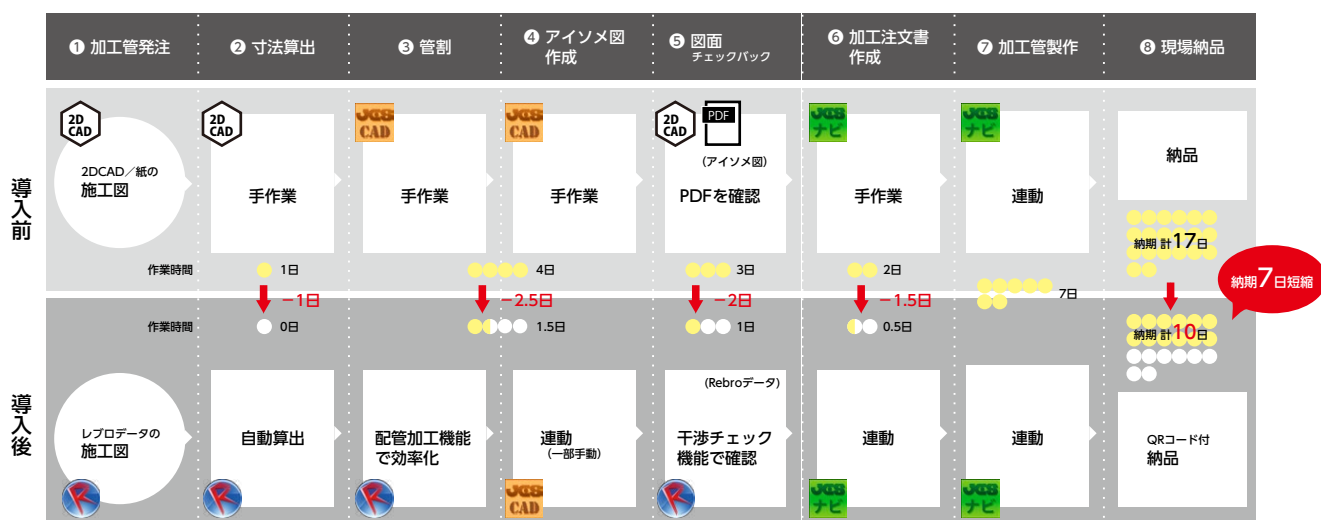 ❶ 加工管発注
❷ 寸法算出
❸ 管割
❹ アイソメ図
作成
❺ 図面
チェックバック
❻ 加工注文書
作成
❼ 加工管製作
❽ 現場納品
導入前
2D
CAD
2DCAD／紙の
施工図
2D
CAD
手作業
JCS
CAD
手作業
JCS
CAD
手作業
2D
CAD
PDF
(アイソメ図)
PDFを確認
JCS
ナビ
手作業
JCS
ナビ
連動
納品
作業時間
1日
4日
3日
2日
7日
納期 計17日
－1日
－2.5日
－2日
－1.5日
納期7日短縮
作業時間
0日
1.5日
1日
0.5日
納期 計10日
導入後
レブロデータの
施工図
R
自動算出
R
配管加工機能
で効率化
R
連動
(一部手動)
JCS
CAD
(Rebroデータ)
干渉チェック
機能で確認
R
連動
JCS
ナビ
連動
JCS
ナビ
QRコード付
納品